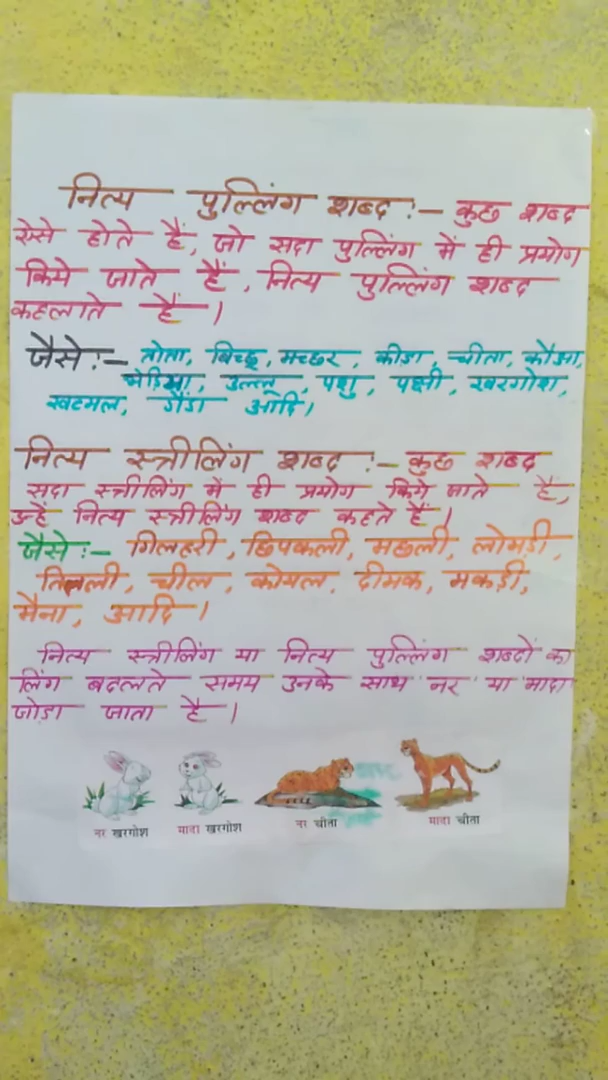 नित्य पुल्लिंग शब्द :- कुछ शब्द
ऐसे होते हैं, जो सदा पुल्लिंग में ही प्रयोग
किये जाते हैं, नित्य पुल्लिंग शब्द
कहलाते हैं।
जैसे :- तोता, बिच्छू, मच्छर, कीड़ा, चीता, कौआ,
भेड़िया, उल्लू, पशु, पक्षी, खरगोश,
खटमल, गैंडा आदि।
नित्य स्त्रीलिंग शब्द :- कुछ शब्द
सदा स्त्रीलिंग में ही प्रयोग किये जाते हैं,
उन्हें नित्य स्त्रीलिंग शब्द कहते हैं।
जैसे :- गिलहरी, छिपकली, मछली, लोमड़ी,
तितली, चील, कोयल, दीमक, मकड़ी,
मैना, आदि।
नित्य स्त्रीलिंग या नित्य पुल्लिंग शब्दों का
लिंग बदलते समय उनके साथ 'नर' या 'मादा'
जोड़ा जाता है।
नर खरगोश मादा खरगोश नर चीता मादा चीता